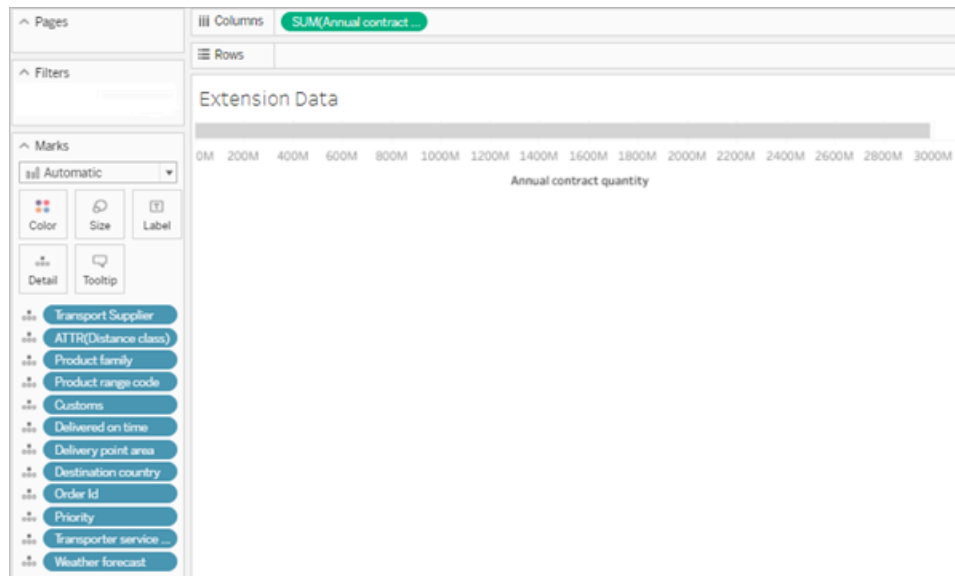 Pages
Columns
SUM(Annual contract ...
Rows
Filters
Extension Data
Marks
Automatic
Color
Size
Label
Detail
Tooltip
0M 200M 400M 600M 800M 1000M 1200M 1400M 1600M 1800M 2000M 2200M 2400M 2600M 2800M 3000M
Annual contract quantity
Transport Supplier
ATTR(Distance class)
Product family
Product range code
Customs
Delivered on time
Delivery point area
Destination country
Order Id
Priority
Transporter service ...
Weather forecast